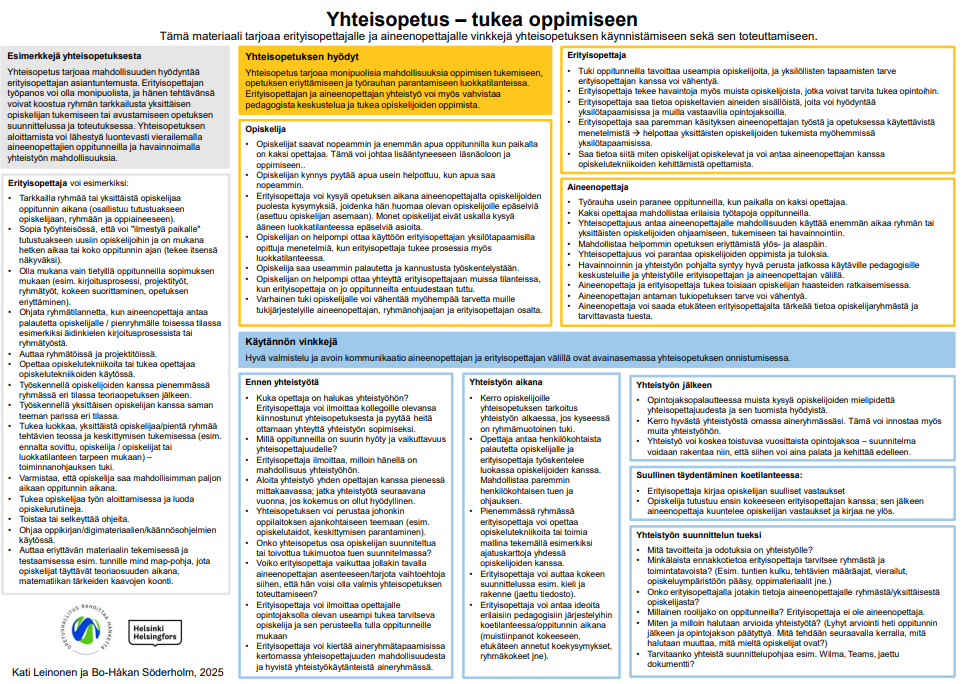 Yhteisopetus – tukea oppimiseen
Tämä materiaali tarjoaa erityisopettajalle ja aineenopettajalle vinkkejä yhteisopetuksen käynnistämiseen sekä sen toteuttamiseen.
Esimerkkejä yhteisopetuksesta
Yhteisopetus tarjoaa mahdollisuuden hyödyntää
erityisopettajan asiantuntemusta. Erityisopettajan
työpanos voi olla monipuolista, ja hänen tehtävänsä
voivat koostua ryhmän tarkkailusta yksittäisen
opiskelijan tukemiseen tai avustamiseen opetuksen
suunnittelussa ja toteutuksessa. Yhteisopetuksen
aloittamista voi lähestyä luontevasti vierailemalla
aineenopettajien oppitunneilla ja havainnoimalla
yhteistyön mahdollisuuksia.
Erityisopettaja voi esimerkiksi:
• Tarkkailla ryhmää tai yksittäistä opiskelijaa
oppitunnin aikana (osallistuu tutustuakseen
opiskelijaan, ryhmään ja oppiaineeseen).
• Sopia työyhteisössä, että voi "ilmestyä paikalle"
tutustuakseen uusiin opiskelijoihin ja on mukana
hetken aikaa tai koko oppitunnin ajan (tekee itsensä
näkyväksi).
• Olla mukana vain tietyillä oppitunneilla sopimuksen
mukaan (esim. kirjoitusprosessi, projektityöt,
ryhmätyöt, kokeen suorittaminen, opetuksen
eriyttäminen).
• Ohjata ryhmätilannetta, kun aineenopettaja antaa
palautetta opiskelijalle / pienryhmälle toisessa tilassa
esimerkiksi äidinkielen kirjoitusprosessista tai
ryhmätyöstä.
• Auttaa ryhmätöissä ja projektitöissä.
• Opettaa opiskelutekniikoita tai tukea opettajaa
opiskelutekniikoiden käytössä.
• Työskennellä opiskelijoiden kanssa pienemmässä
ryhmässä eri tilassa teoriaopetuksen jälkeen.
• Työskennellä yksittäisen opiskelijan kanssa saman
teeman parissa eri tilassa.
• Tukea luokkaa, yksittäistä opiskelijaa/pientä ryhmää
tehtävien teossa ja keskittymisen tukemisessa (esim.
ennalta sovittu, opiskelija / opiskelijat tai
luokkatilanteen tarpeen mukaan) –
toiminnanohjauksen tuki.
• Varmistaa, että opiskelija saa mahdollisimman paljon
aikaan oppitunnin aikana.
• Tukea opiskelijaa työn aloittamisessa ja luoda
opiskelurutiineja.
• Toistaa tai selkeyttää ohjeita.
• Ohjaa oppikirjan/digimateriaalien/käännösohjelmien
käytössä.
• Auttaa eriyttävän materiaalin tekemisessä ja
testaamisessa esim. tunnille mind map-pohja, jota
opiskelijat täyttävät teoriaosuuden aikana,
matematiikan tärkeiden kaavojen koonti.
OPETUSHALLITUS RAHOITTAA HANKETTA
Helsinki
Helsingfors
Kati Leinonen ja Bo-Håkan Söderholm, 2025
Yhteisopetuksen hyödyt
Yhteisopetus tarjoaa monipuolisia mahdollisuuksia oppimisen tukemiseen,
opetuksen eriyttämiseen ja työrauhan parantamiseen luokkatilanteissa.
Erityisopettajan ja aineenopettajan yhteistyö voi myös vahvistaa
pedagogista keskustelua ja tukea opiskelijoiden oppimista.
Opiskelija
• Opiskelijat saavat nopeammin ja enemmän apua oppitunnilla kun paikalla
on kaksi opettajaa. Tämä voi johtaa lisääntyneeseen läsnäoloon ja
oppimiseen..
• Opiskelijan kynnys pyytää apua usein helpottuu, kun apua saa
nopeammin.
• Erityisopettaja voi kysyä opetuksen aikana aineenopettajalta opiskelijoiden
puolesta kysymyksiä, joidenka hän huomaa olevan opiskelijoille epäselviä
(asettuu opiskelijan asemaan). Monet opiskelijat eivät uskalla kysyä
ääneen luokkatilanteessa epäselviä asioita.
• Opiskelijan on helpompi ottaa käyttöön erityisopettajan yksilötapaamisilla
opittuja menetelmiä, kun erityisopettaja tukee prosessia myös
luokkatilanteessa.
• Opiskelija saa useammin palautetta ja kannustusta työskentelystään.
• Opiskelijan on helpompi ottaa yhteyttä erityisopettajaan muissa tilanteissa,
kun erityisopettaja on jo oppitunneilta entuudestaan tuttu.
• Varhainen tuki opiskelijalle voi vähentää myöhempää tarvetta muille
tukijärjestelyille aineenopettajan, ryhmänohjaajan ja erityisopettajan osalta.
Erityisopettaja
• Tuki oppitunneilla tavoittaa useampia opiskelijoita, ja yksilöllisten tapaamisten tarve
erityisopettajan kanssa voi vähentyä.
• Erityisopettaja tekee havaintoja myös muista opiskelijoista, jotka voivat tarvita tukea opintoihin.
• Erityisopettaja saa tietoa opiskeltavien aineiden sisällöistä, joita voi hyödyntää
yksilötapaamisissa ja muilla vastaavilla opintojaksoilla.
• Erityisopettaja saa paremman käsityksen aineenopettajan työstä ja opetuksessa käytettävistä
menetelmistä → helpottaa yksittäisten opiskelijoiden tukemista myöhemmissä
yksilötapaamisissa.
• Saa tietoa siitä miten opiskelijat opiskelevat ja voi antaa aineenopettajan kanssa
opiskelutekniikoiden kehittämistä opettamista.
Aineenopettaja
• Työrauha usein paranee oppitunneilla, kun paikalla on kaksi opettajaa.
• Kaksi opettajaa mahdollistaa erilaisia työtapoja oppitunneilla.
• Yhteisopettajuus antaa aineenopettajalle mahdollisuuden käyttää enemmän aikaa ryhmän tai
yksittäisten opiskelijoiden ohjaamiseen, tukemiseen tai havainnointiin.
• Mahdollistaa helpommin opetuksen eriyttämistä ylös- ja alaspäin.
• Yhteisopettajuus voi parantaa opiskelijoiden oppimista ja tuloksia.
• Havainnoinnin ja yhteistyön pohjalta syntyy hyvä perusta jatkossa käytäville pedagogisille
keskusteluille ja yhteistyölle erityisopettajan ja aineenopettajan välillä.
• Aineenopettaja ja erityisopettaja tukea toisiaan opiskelijan haasteiden ratkaisemisessa.
• Aineenopettajan antaman tukiopetuksen tarve voi vähentyä.
• Aineenopettaja voi saada etukäteen erityisopettajalta tärkeää tietoa opiskelijaryhmästä ja
tarvittavasta tuesta.
Käytännön vinkkejä
Hyvä valmistelu ja avoin kommunikaatio aineenopettajan ja erityisopettajan välillä ovat avainasemassa yhteisopetuksen onnistumisessa.
Ennen yhteistyötä
• Kuka opettaja on halukas yhteistyöhön?
Erityisopettaja voi ilmoittaa kollegoille olevansa
kiinnostunut yhteisopetuksesta ja pyytää heitä
ottamaan yhteyttä yhteistyön sopimiseksi.
• Millä oppitunneilla on suurin hyöty ja vaikuttavuus
yhteisopettajuudelle?
• Erityisopettaja ilmoittaa, milloin hänellä on
mahdollisuus yhteistyöhön.
• Aloita yhteistyö yhden opettajan kanssa pienessä
mittakaavassa; jatka yhteistyötä seuraavana
vuonna, jos kokemus on ollut hyödyllinen.
• Yhteisopetuksen voi perustaa johonkin
oppilaitoksen ajankohtaiseen teemaan (esim.
opiskelutaidot, keskittymisen parantaminen).
• Onko yhteisopetus osa opiskelijan suunniteltua
tai toivottua tukimuotoa tuen suunnitelmassa?
• Voiko erityisopettaja vaikuttaa jollakin tavalla
aineenopettajan asenteeseen/tarjota vaihtoehtoja
siihen, että hän voisi olla valmis yhteisopetuksen
toteuttamiseen?
• Erityisopettaja voi ilmoittaa opettajalle
opintojaksolla olevan useampi tukea tarvitseva
opiskelija ja sen perusteella tulla oppitunneille
mukaan
• Erityisopettaja voi kiertää aineryhmätapaamisissa
kertomassa yhteisopettajuuden mahdollisuudesta
ja hyvistä yhteistyökäytänteistä aineryhmässä.
Yhteistyön aikana
• Kerro opiskelijoille
yhteisopetuksen tarkoitus
yhteistyön alkaessa, jos kyseessä
on ryhmämuotoinen tuki.
• Opettaja antaa henkilökohtaista
palautetta opiskelijalle ja
erityisopettaja työskentelee
luokassa opiskelijoiden kanssa.
Mahdollistaa paremmin
henkilökohtaisen tuen ja
ohjauksen.
• Pienemmässä ryhmässä
erityisopettaja voi opettaa
opiskelutekniikoita tai toimia
mallina tekemällä esimerkiksi
ajatuskarttoja yhdessä
opiskelijoiden kanssa.
• Erityisopettaja voi auttaa kokeen
suunnittelussa esim. kieli ja
rakenne (jaettu tiedosto).
• Erityisopettaja voi antaa ideoita
erilaisiin pedagogisiin järjestelyihin
koetilanteessa/oppitunnin aikana
(muistiinpanot kokeeseen,
etukäteen annetut koekysymykset,
ryhmäkokeet jne).
Yhteistyön jälkeen
• Opintojaksopalautteessa muista kysyä opiskelijoiden mielipidettä
yhteisopettajuudesta ja sen tuomista hyödyistä.
• Kerro hyvästä yhteistyöstä omassa aineryhmässäsi. Tämä voi innostaa myös
muita yhteistyöhön.
• Yhteistyö voi koskea toistuvaa vuosittaista opintojaksoa – suunnitelma
voidaan rakentaa niin, että siihen voi aina palata ja kehittää edelleen.
Suullinen täydentäminen koetilanteessa:
• Erityisopettaja kirjaa opiskelijan suulliset vastaukset
• Opiskelija tutustuu ensin kokeeseen erityisopettajan kanssa; sen jälkeen
aineenopettaja kuuntelee opiskelijan vastaukset ja kirjaa ne ylös.
Yhteistyön suunnittelun tueksi
• Mitä tavoitteita ja odotuksia on yhteistyölle?
• Minkälaista ennakkotietoa erityisopettaja tarvitsee ryhmästä ja
toimintatavoista? (Esim. tuntien kulku, tehtävien määräajat, vierailut,
opiskeluympäristöön pääsy, oppimateriaalit jne.)
• Onko erityisopettajalla jotakin tietoja aineenopettajalle ryhmästä/yksittäisestä
opiskelijasta?
• Millainen roolijako on oppitunneilla? Erityisopettaja ei ole aineenopettaja.
• Miten ja milloin halutaan arvioida yhteistyötä? (Lyhyt arviointi heti oppitunnin
jälkeen ja opintojakson päätyttyä. Mitä tehdään seuraavalla kerralla, mitä
halutaan muuttaa, mitä mieltä opiskelijat ovat?)
• Tarvitaanko yhteistä suunnittelupohjaa esim. Wilma, Teams, jaettu
dokumentti?